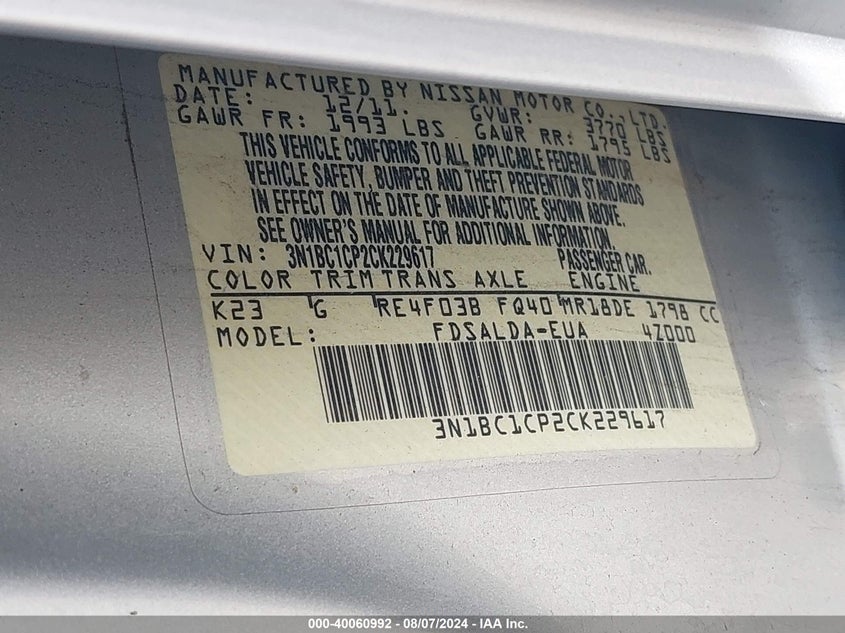 MANUFACTURED BY NISSAN MOTOR CO.,LTD.
DATE: 12/11. GVWR: 3770 LBS
GAWR FR: 1993 LBS GAWR RR: 1795 LBS
THIS VEHICLE CONFORMS TO ALL APPLICABLE FEDERAL MOTOR
VEHICLE SAFETY, BUMPER AND THEFT PREVENTION STANDARDS
IN EFFECT ON THE DATE OF MANUFACTURE SHOWN ABOVE.
SEE OWNER'S MANUAL FOR ADDITIONAL INFORMATION.
VIN: 3N1BC1CP2CK229617 PASSENGER CAR.
COLOR TRIM TRANS AXLE ENGINE
K23 G RE4F03B FQ40 MR18DE 1798 CC
MODEL: FDSALDA-EUA 4Z000
3N1BC1CP2CK229617
000-40060992 - 08/07/2024 - IAA Inc.